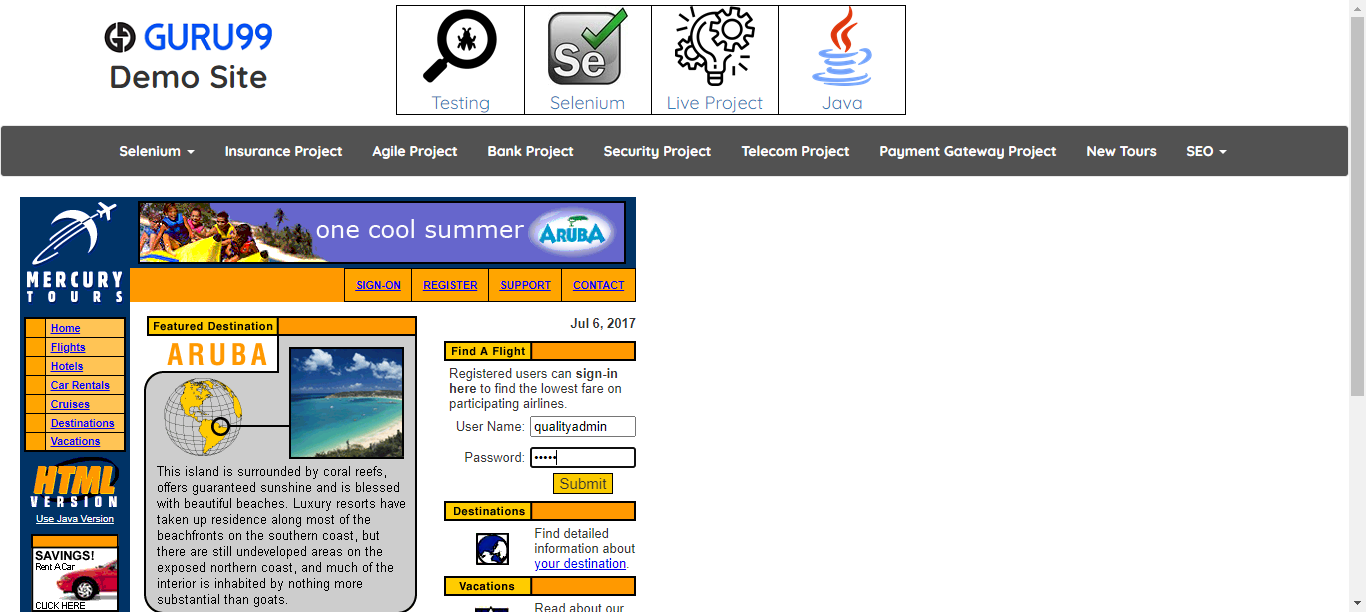 GURU99
Demo Site
Testing
Se
Selenium
Live Project
Java
Selenium
Insurance Project
Agile Project
Bank Project
Security Project
Telecom Project
Payment Gateway Project
New Tours
SEO
MERCURY
TOURS
one cool summer
ARUBA
SIGN-ON
REGISTER
SUPPORT
CONTACT
Home
Flights
Hotels
Car Rentals
Cruises
Destinations
Vacations
HTML
VERSION
Use Java Version
SAVINGS!
Rent A Car
CLICK HERE
Featured Destination
ARUBA
This island is surrounded by coral reefs,
offers guaranteed sunshine and is blessed
with beautiful beaches. Luxury resorts have
taken up residence along most of the
beachfronts on the southern coast, but
there are still undeveloped areas on the
exposed northern coast, and much of the
interior is inhabited by nothing more
substantial than goats.
Jul 6, 2017
Find A Flight
Registered users can sign-in
here to find the lowest fare on
participating airlines.
User Name: qualityadmin
Password: •••••
Submit
Destinations
Find detailed
information about
your destination.
Vacations
Read about our